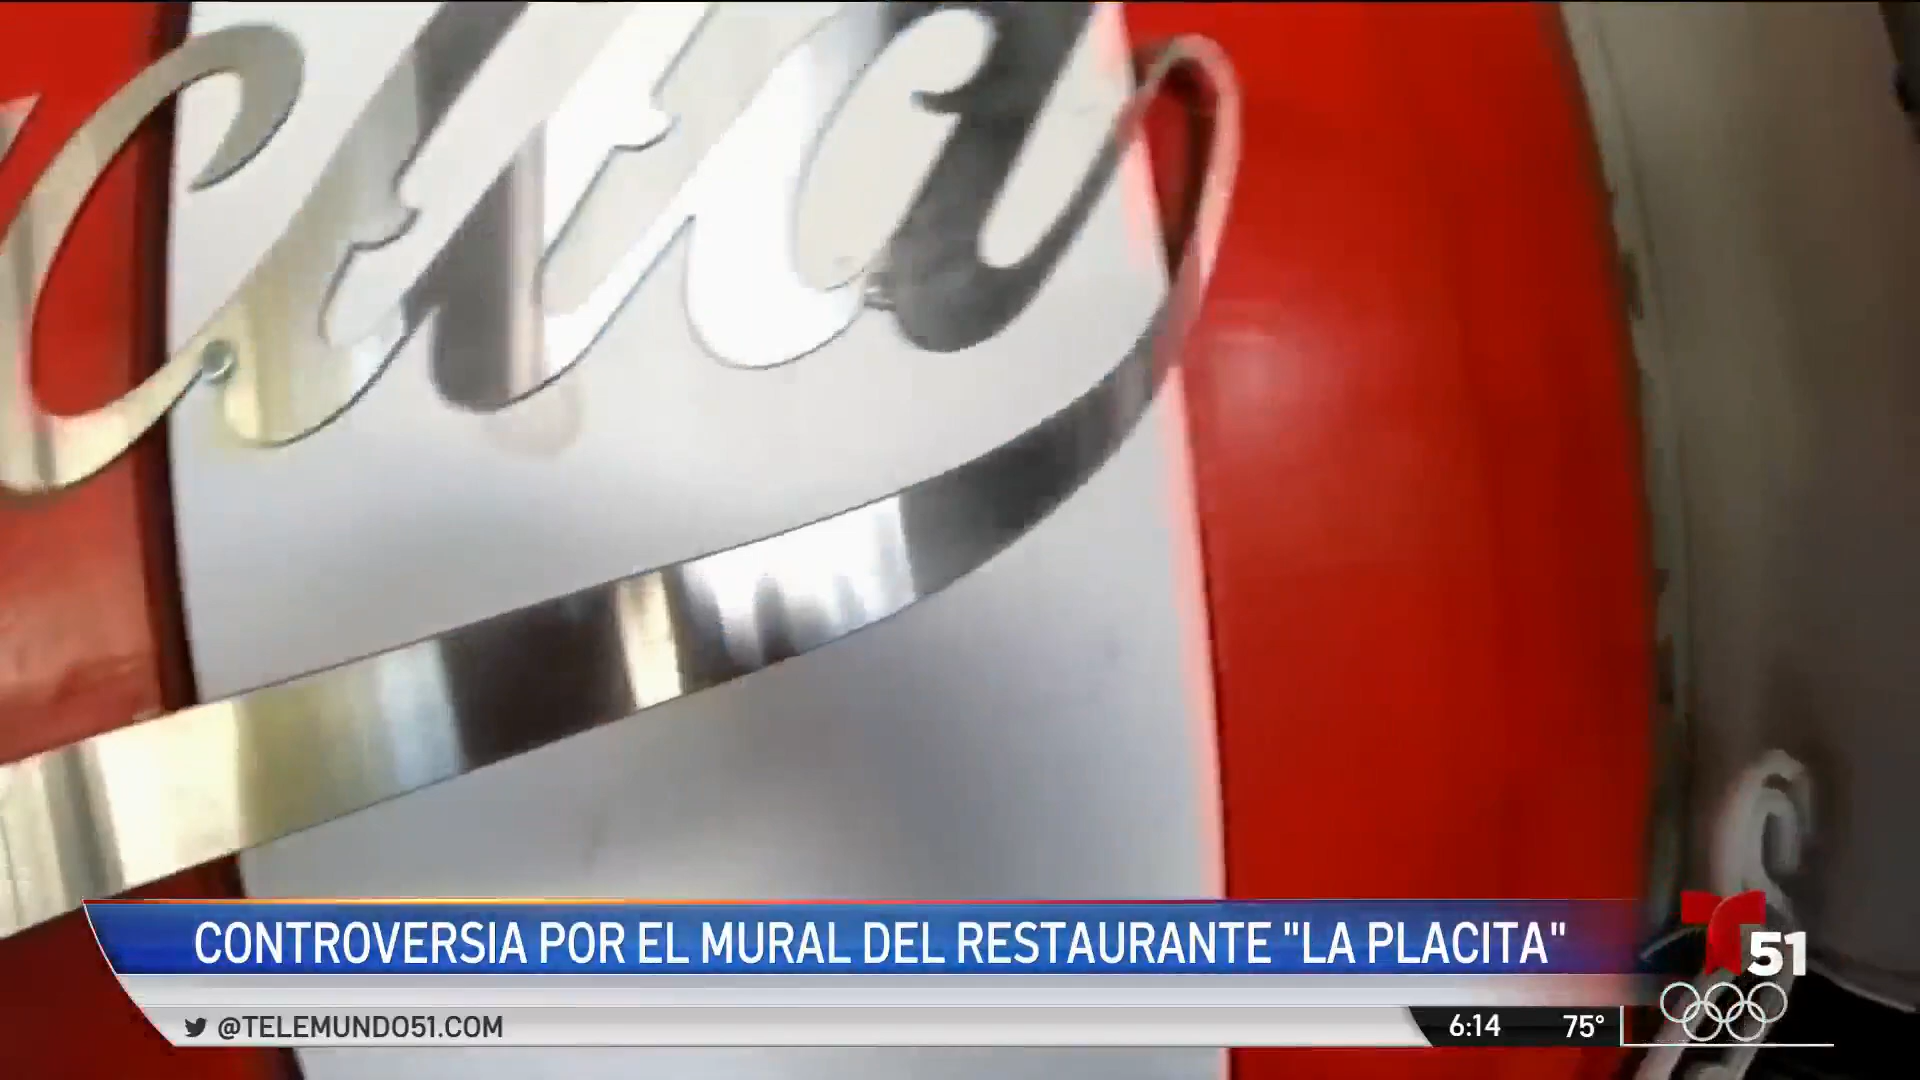 CONTROVERSIA POR EL MURAL DEL RESTAURANTE "LA PLACITA"
51
@TELEMUNDO51.COM
6:14 75°